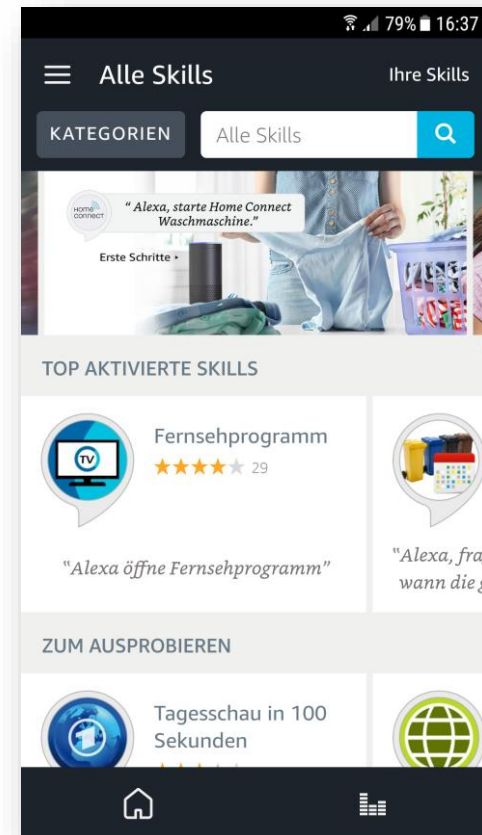 79% 16:37
Alle Skills
Ihre Skills
KATEGORIEN
Alle Skills
HOME CONNECT
“ Alexa, starte Home Connect
Waschmaschine.”
Erste Schritte
TOP AKTIVIERTE SKILLS
TV
Fernsehprogramm
29
"Alexa öffne Fernsehprogramm"
"Alexa, fra
wann die g
ZUM AUSPROBIEREN
1
Tagesschau in 100
Sekunden